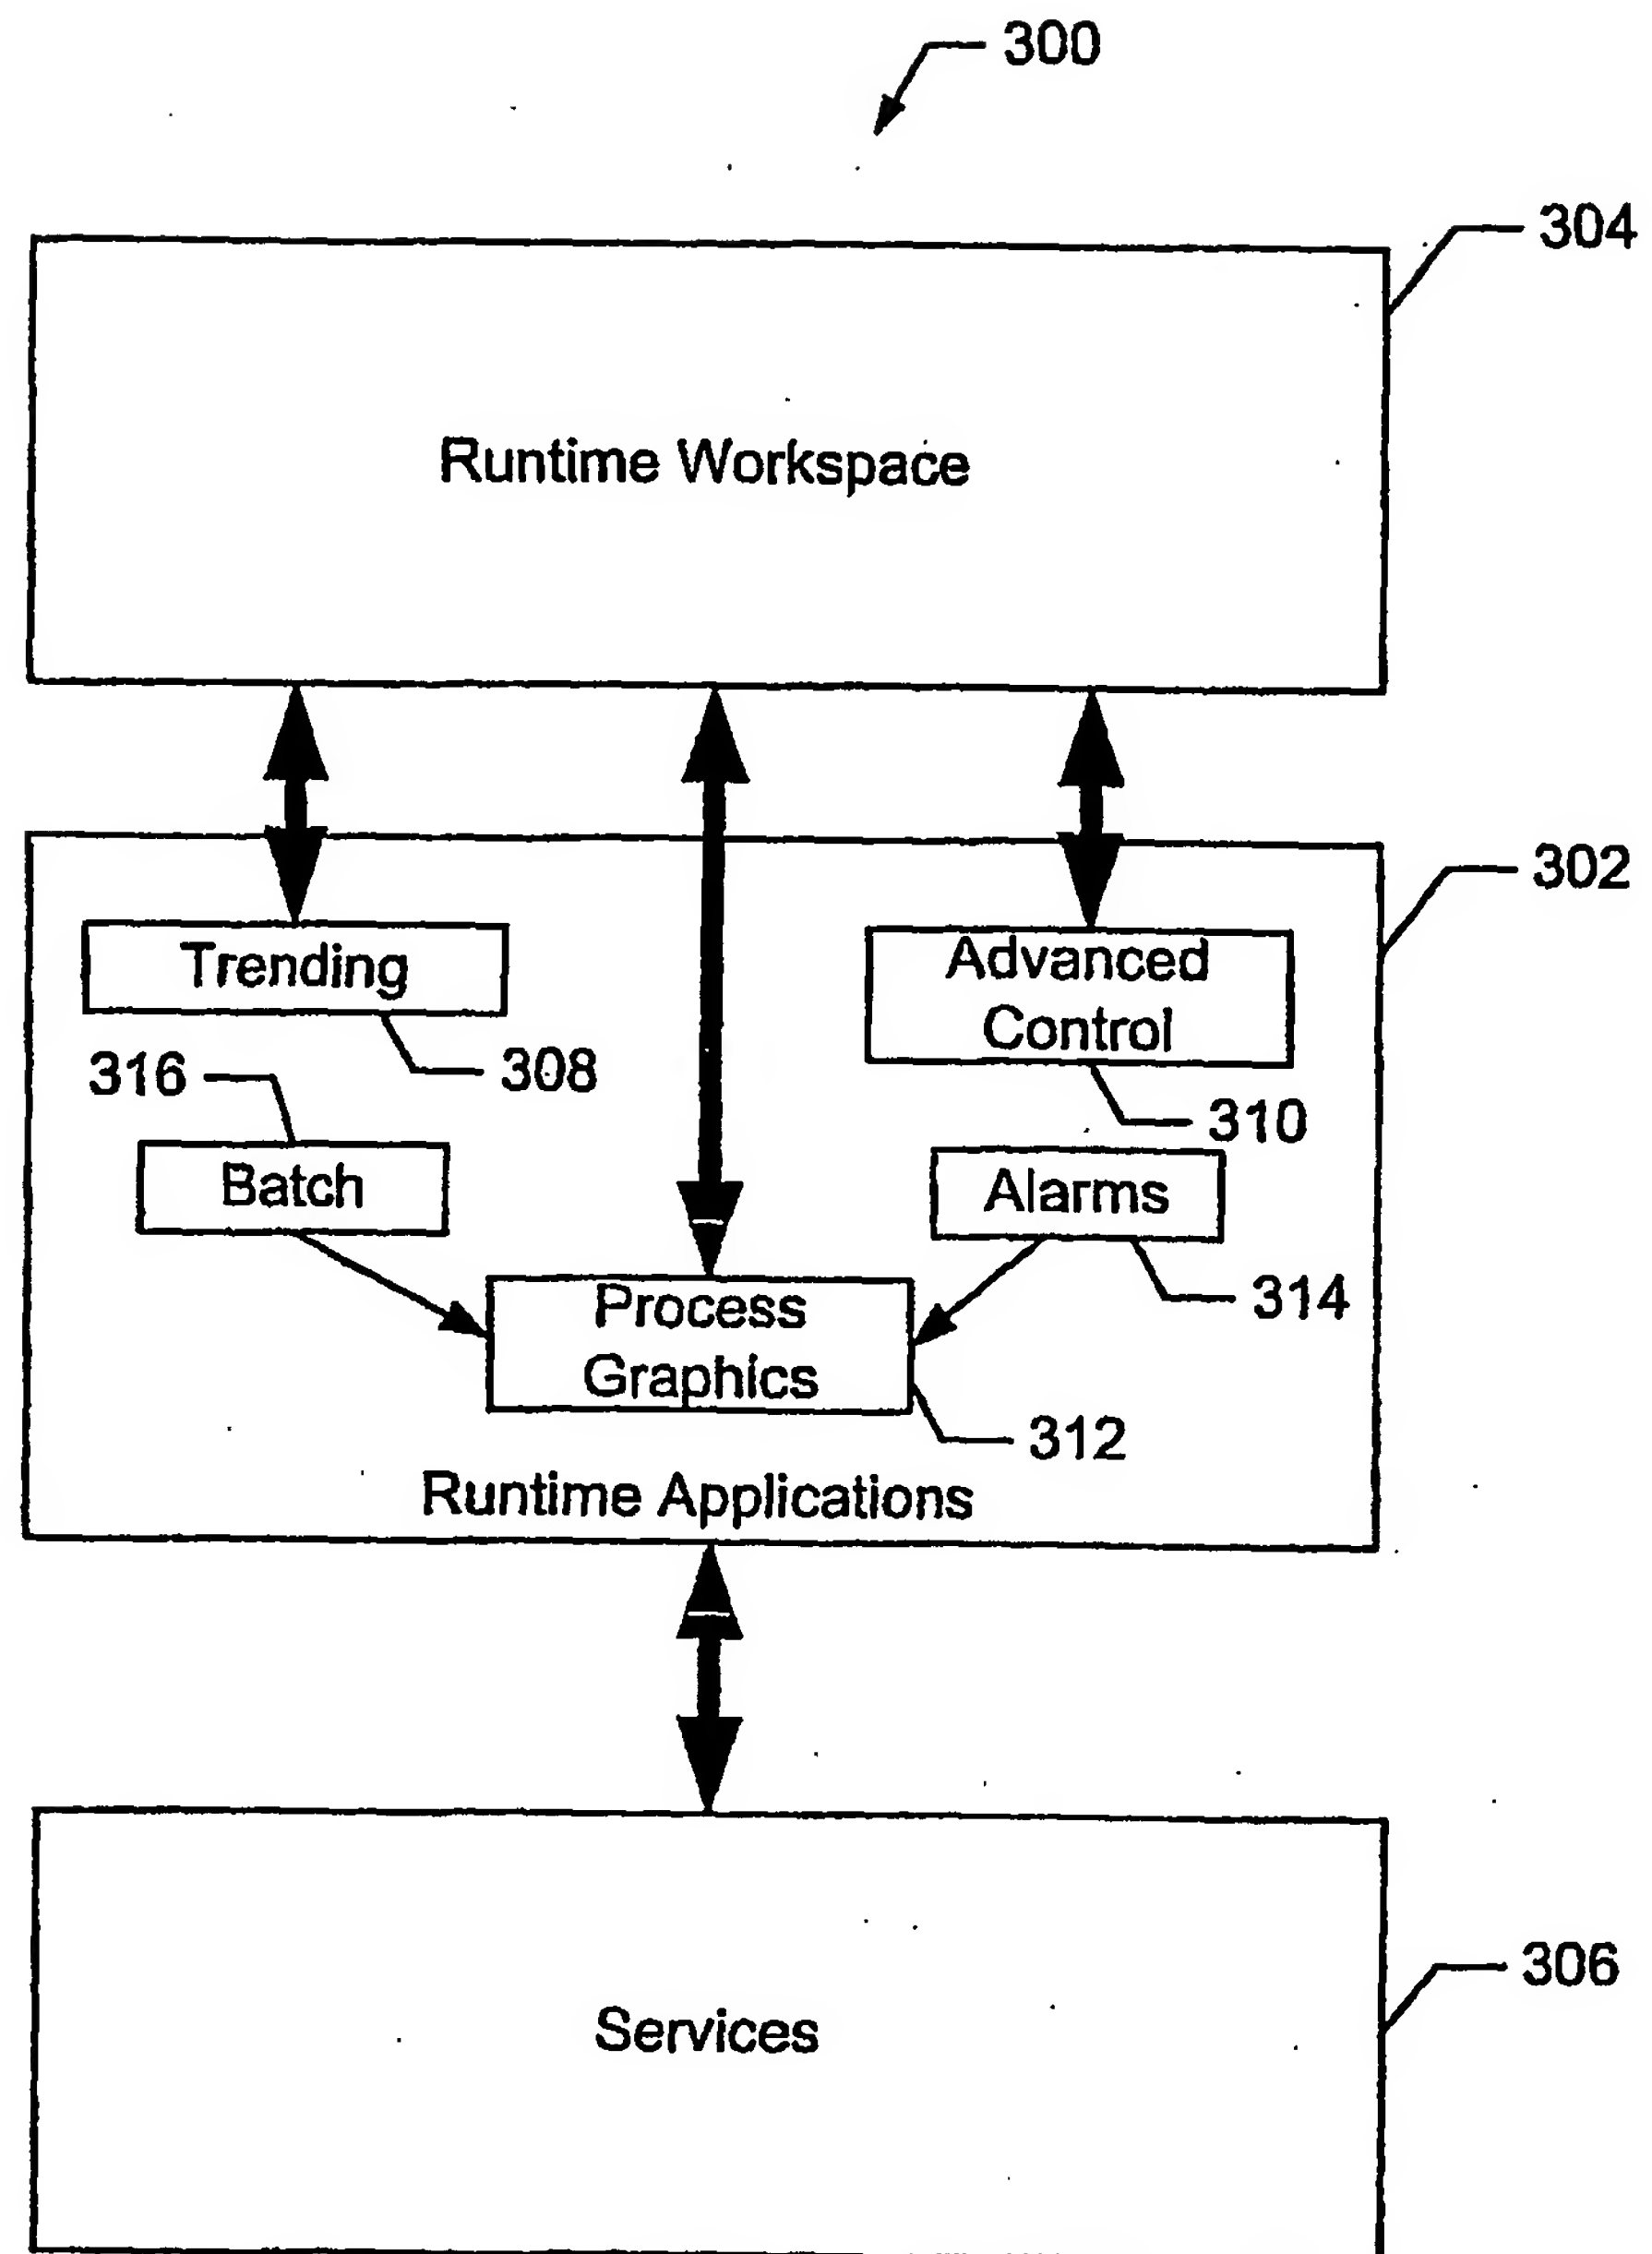 300
304
Runtime Workspace
302
Trending
Advanced
Control
308
316
310
Batch
Alarms
314
Process
Graphics
312
Runtime Applications
306
Services